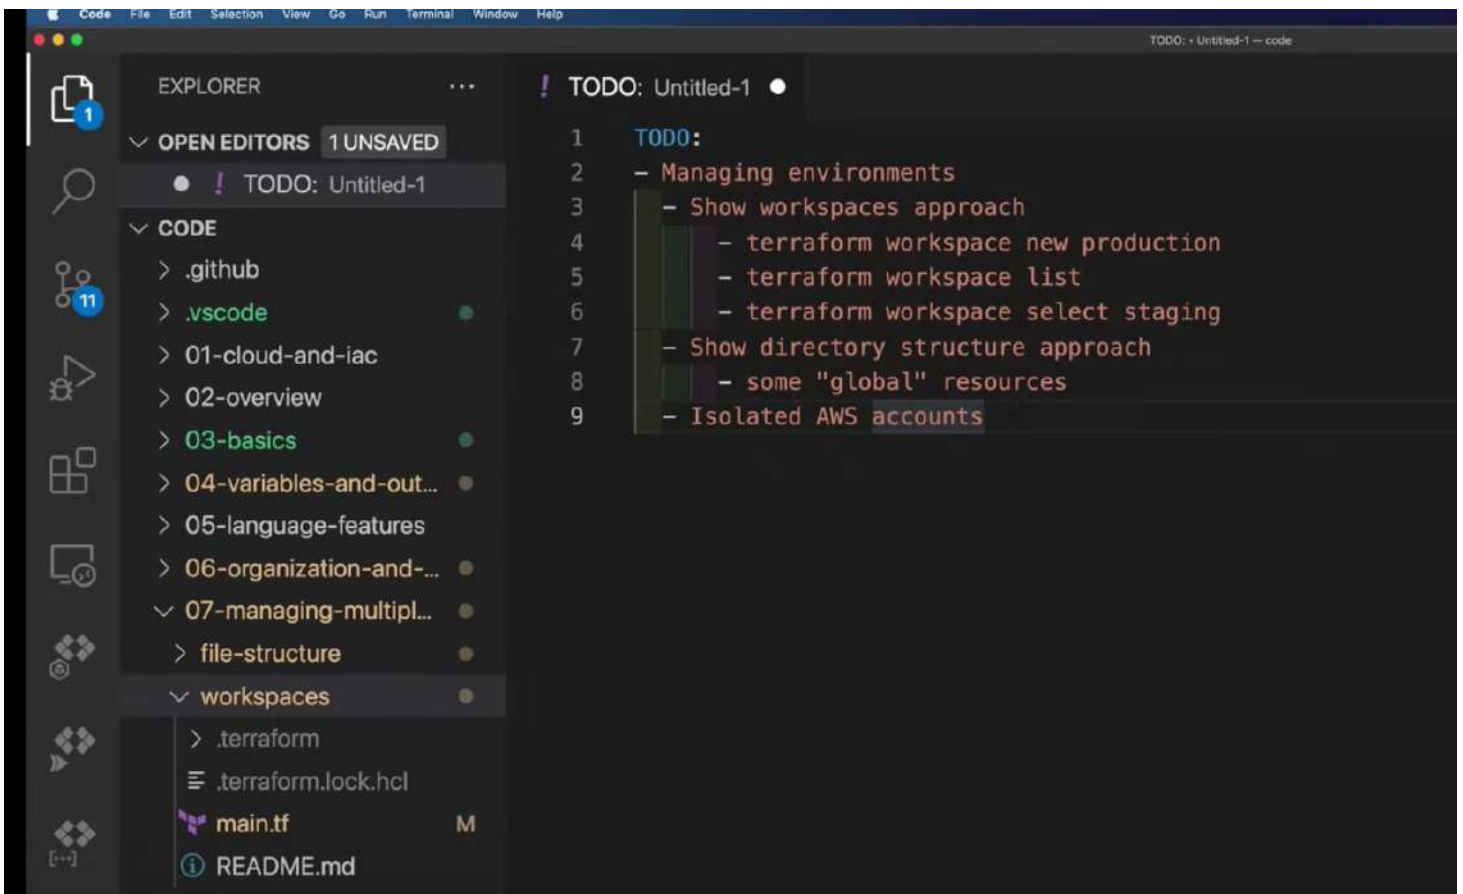 Code File Edit Selection View Go Run Terminal Window Help
TODO: • Untitled-1 — code
EXPLORER ···
! TODO: Untitled-1 ●
1
OPEN EDITORS 1 UNSAVED
● ! TODO: Untitled-1
CODE
.github
11
.vscode
01-cloud-and-iac
02-overview
03-basics
04-variables-and-out...
05-language-features
06-organization-and-...
07-managing-multipl...
file-structure
workspaces
.terraform
.terraform.lock.hcl
main.tf M
README.md
1 TODO:
2 - Managing environments
3 - Show workspaces approach
4 - terraform workspace new production
5 - terraform workspace list
6 - terraform workspace select staging
7 - Show directory structure approach
8 - some "global" resources
9 - Isolated AWS accounts